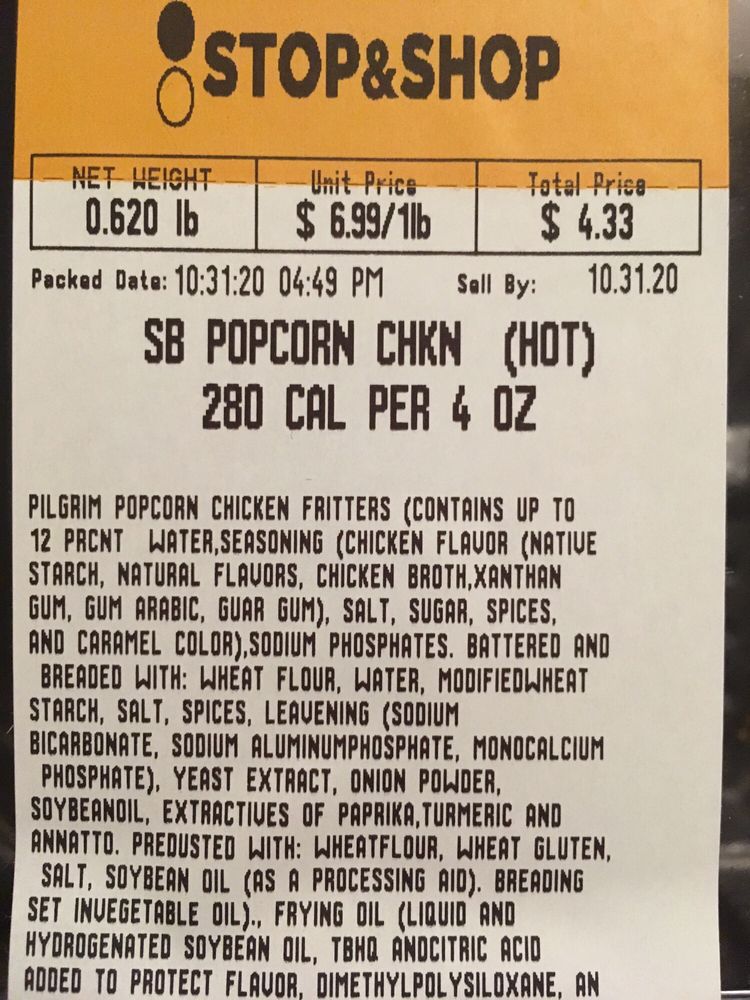 STOP&SHOP
NET WEIGHT Unit Price Total Price
0.620 lb $ 6.99/1lb $ 4.33
Packed Date: 10:31:20 04:49 PM Sell By: 10.31.20
SB POPCORN CHKN (HOT)
280 CAL PER 4 OZ
PILGRIM POPCORN CHICKEN FRITTERS (CONTAINS UP TO
12 PRCNT WATER,SEASONING (CHICKEN FLAVOR (NATIVE
STARCH, NATURAL FLAVORS, CHICKEN BROTH,XANTHAN
GUM, GUM ARABIC, GUAR GUM), SALT, SUGAR, SPICES,
AND CARAMEL COLOR),SODIUM PHOSPHATES. BATTERED AND
BREADED WITH: WHEAT FLOUR, WATER, MODIFIEDWHEAT
STARCH, SALT, SPICES, LEAVENING (SODIUM
BICARBONATE, SODIUM ALUMINUMPHOSPHATE, MONOCALCIUM
PHOSPHATE), YEAST EXTRACT, ONION POWDER,
SOYBEANOIL, EXTRACTIVES OF PAPRIKA,TURMERIC AND
ANNATTO. PREDUSTED WITH: WHEATFLOUR, WHEAT GLUTEN,
SALT, SOYBEAN OIL (AS A PROCESSING AID). BREADING
SET INVEGETABLE OIL)., FRYING OIL (LIQUID AND
HYDROGENATED SOYBEAN OIL, TBHQ ANDCITRIC ACID
ADDED TO PROTECT FLAVOR, DIMETHYLPOLYSILOXANE, AN